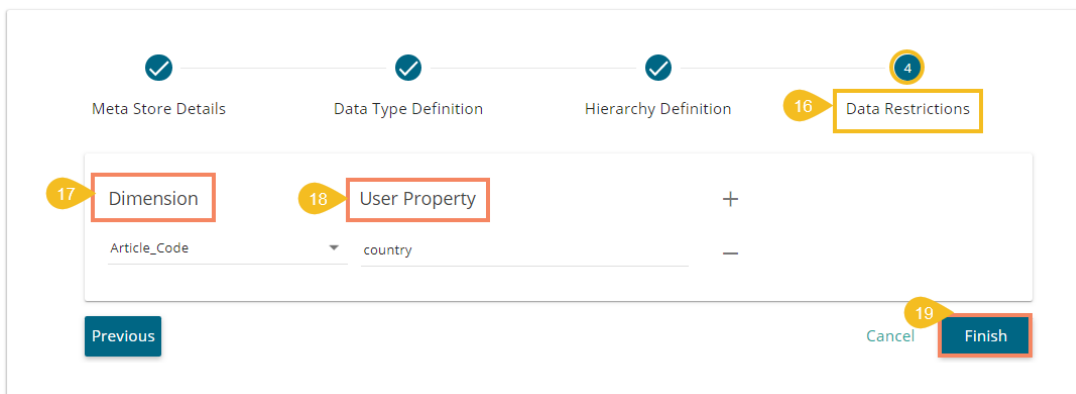 4
Meta Store Details
Data Type Definition
Hierarchy Definition
16
Data Restrictions
17
Dimension
18
User Property
+
Article_Code
country
−
19
Previous
Cancel
Finish